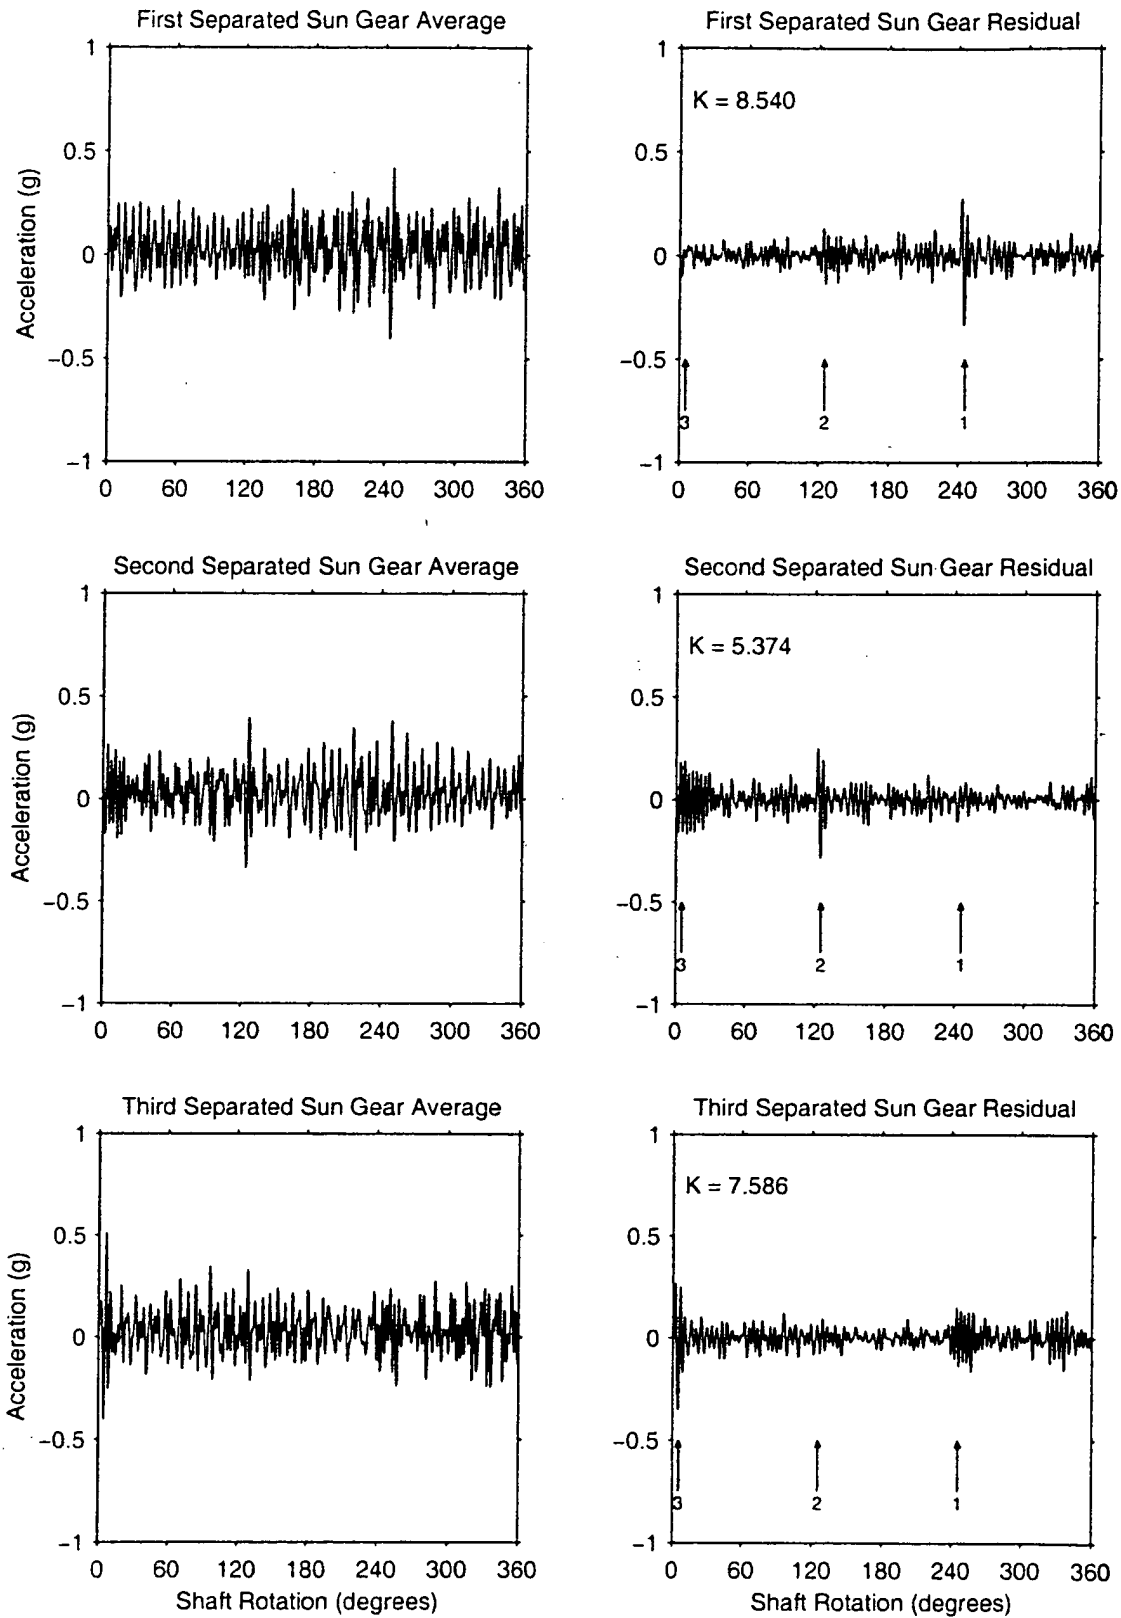 First Separated Sun Gear Average
1
0.5
0
−0.5
−1
Acceleration (g)
0 60 120 180 240 300 360
First Separated Sun Gear Residual
K = 8.540
1
0.5
0
−0.5
−1
3 2 1
0 60 120 180 240 300 360
Second Separated Sun Gear Average
1
0.5
0
−0.5
−1
Acceleration (g)
0 60 120 180 240 300 360
Second Separated Sun Gear Residual
K = 5.374
1
0.5
0
−0.5
−1
3 2 1
0 60 120 180 240 300 360
Third Separated Sun Gear Average
1
0.5
0
−0.5
−1
Acceleration (g)
0 60 120 180 240 300 360
Shaft Rotation (degrees)
Third Separated Sun Gear Residual
K = 7.586
1
0.5
0
−0.5
−1
3 2 1
0 60 120 180 240 300 360
Shaft Rotation (degrees)